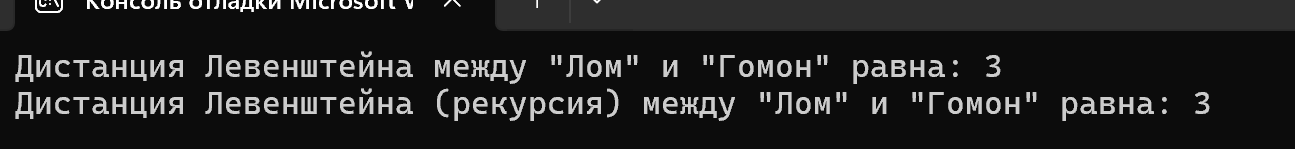 Консоль отладки Microsoft V
Дистанция Левенштейна между "Лом" и "Гомон" равна: 3
Дистанция Левенштейна (рекурсия) между "Лом" и "Гомон" равна: 3